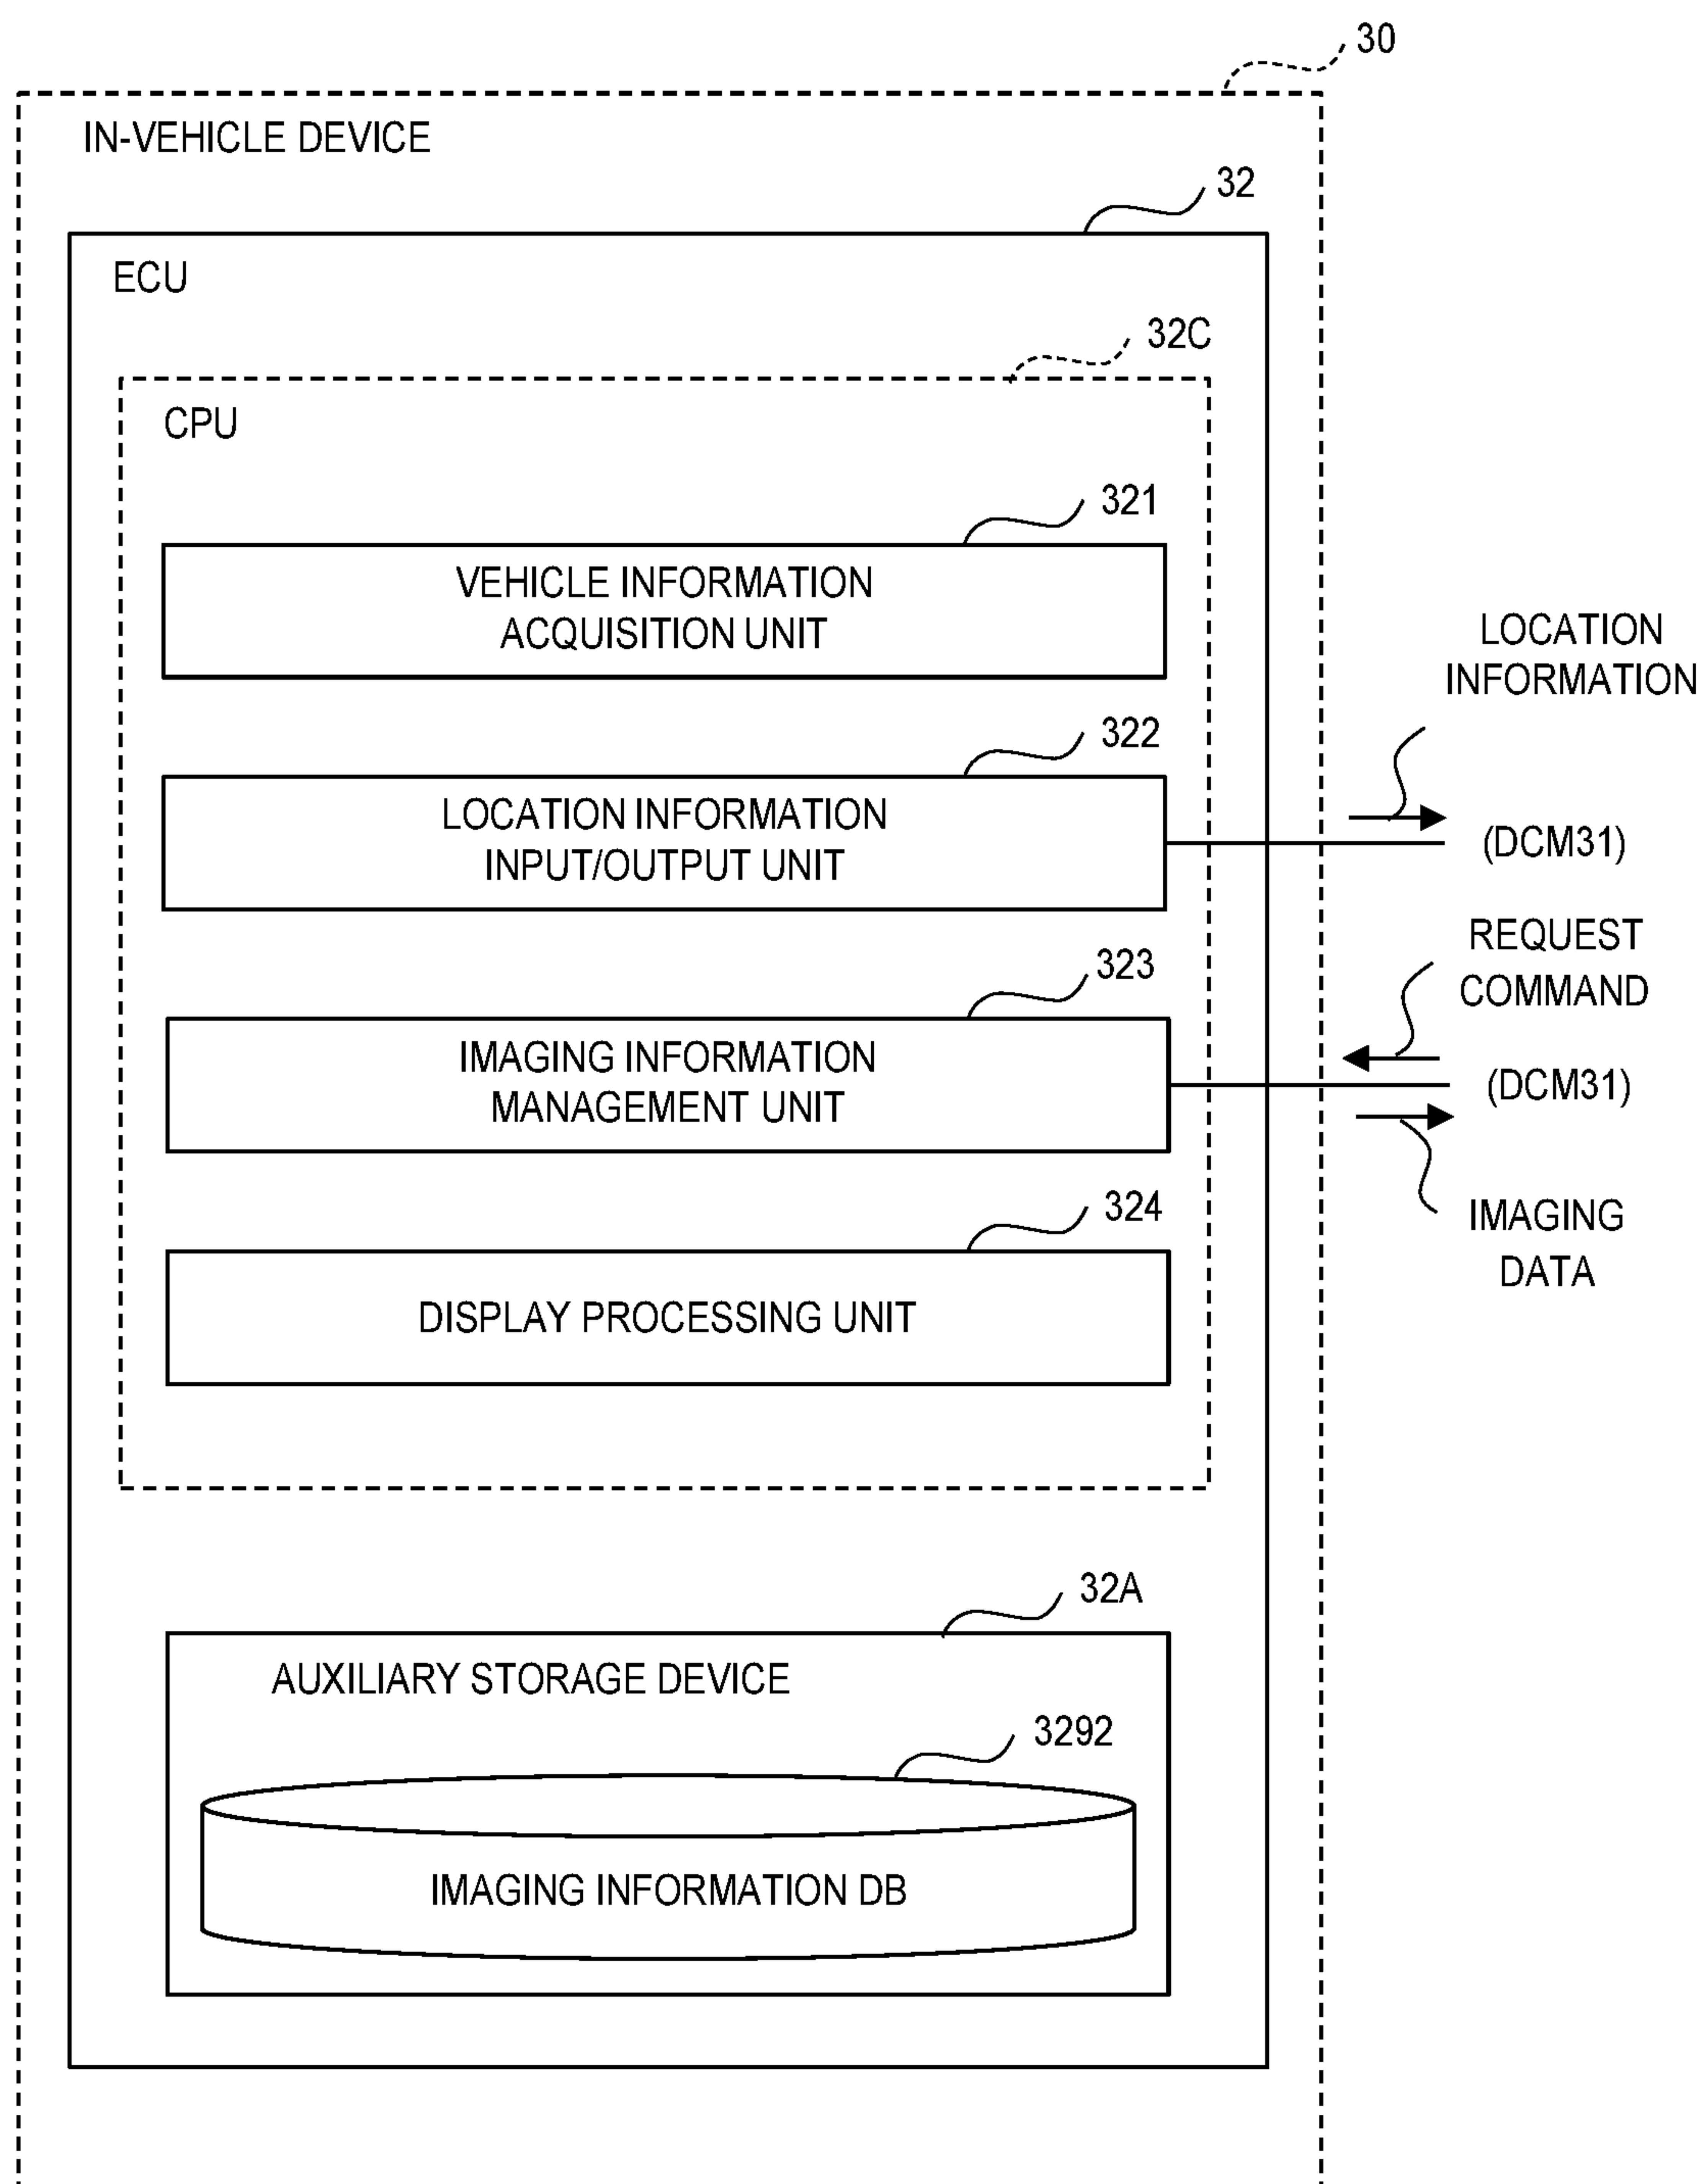 30
IN-VEHICLE DEVICE
32
ECU
32C
CPU
321
VEHICLE INFORMATION
ACQUISITION UNIT
LOCATION
INFORMATION
322
LOCATION INFORMATION
INPUT/OUTPUT UNIT
(DCM31)
REQUEST
COMMAND
323
IMAGING INFORMATION
MANAGEMENT UNIT
(DCM31)
IMAGING
DATA
324
DISPLAY PROCESSING UNIT
32A
AUXILIARY STORAGE DEVICE
3292
IMAGING INFORMATION DB